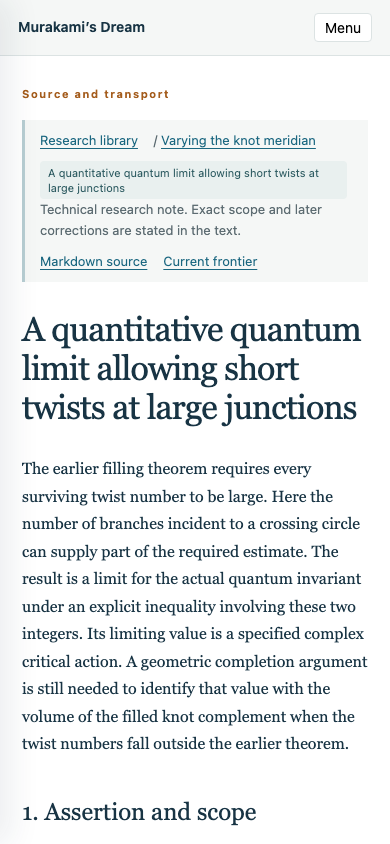 Murakami’s Dream
Menu
Source and transport
Research library / Varying the knot meridian
A quantitative quantum limit allowing short twists at
large junctions
Technical research note. Exact scope and later
corrections are stated in the text.
Markdown source Current frontier
A quantitative quantum
limit allowing short
twists at large junctions
The earlier filling theorem requires every
surviving twist number to be large. Here the
number of branches incident to a crossing circle
can supply part of the required estimate. The
result is a limit for the actual quantum invariant
under an explicit inequality involving these two
integers. Its limiting value is a specified complex
critical action. A geometric completion argument
is still needed to identify that value with the
volume of the filled knot complement when the
twist numbers fall outside the earlier theorem.
1. Assertion and scope